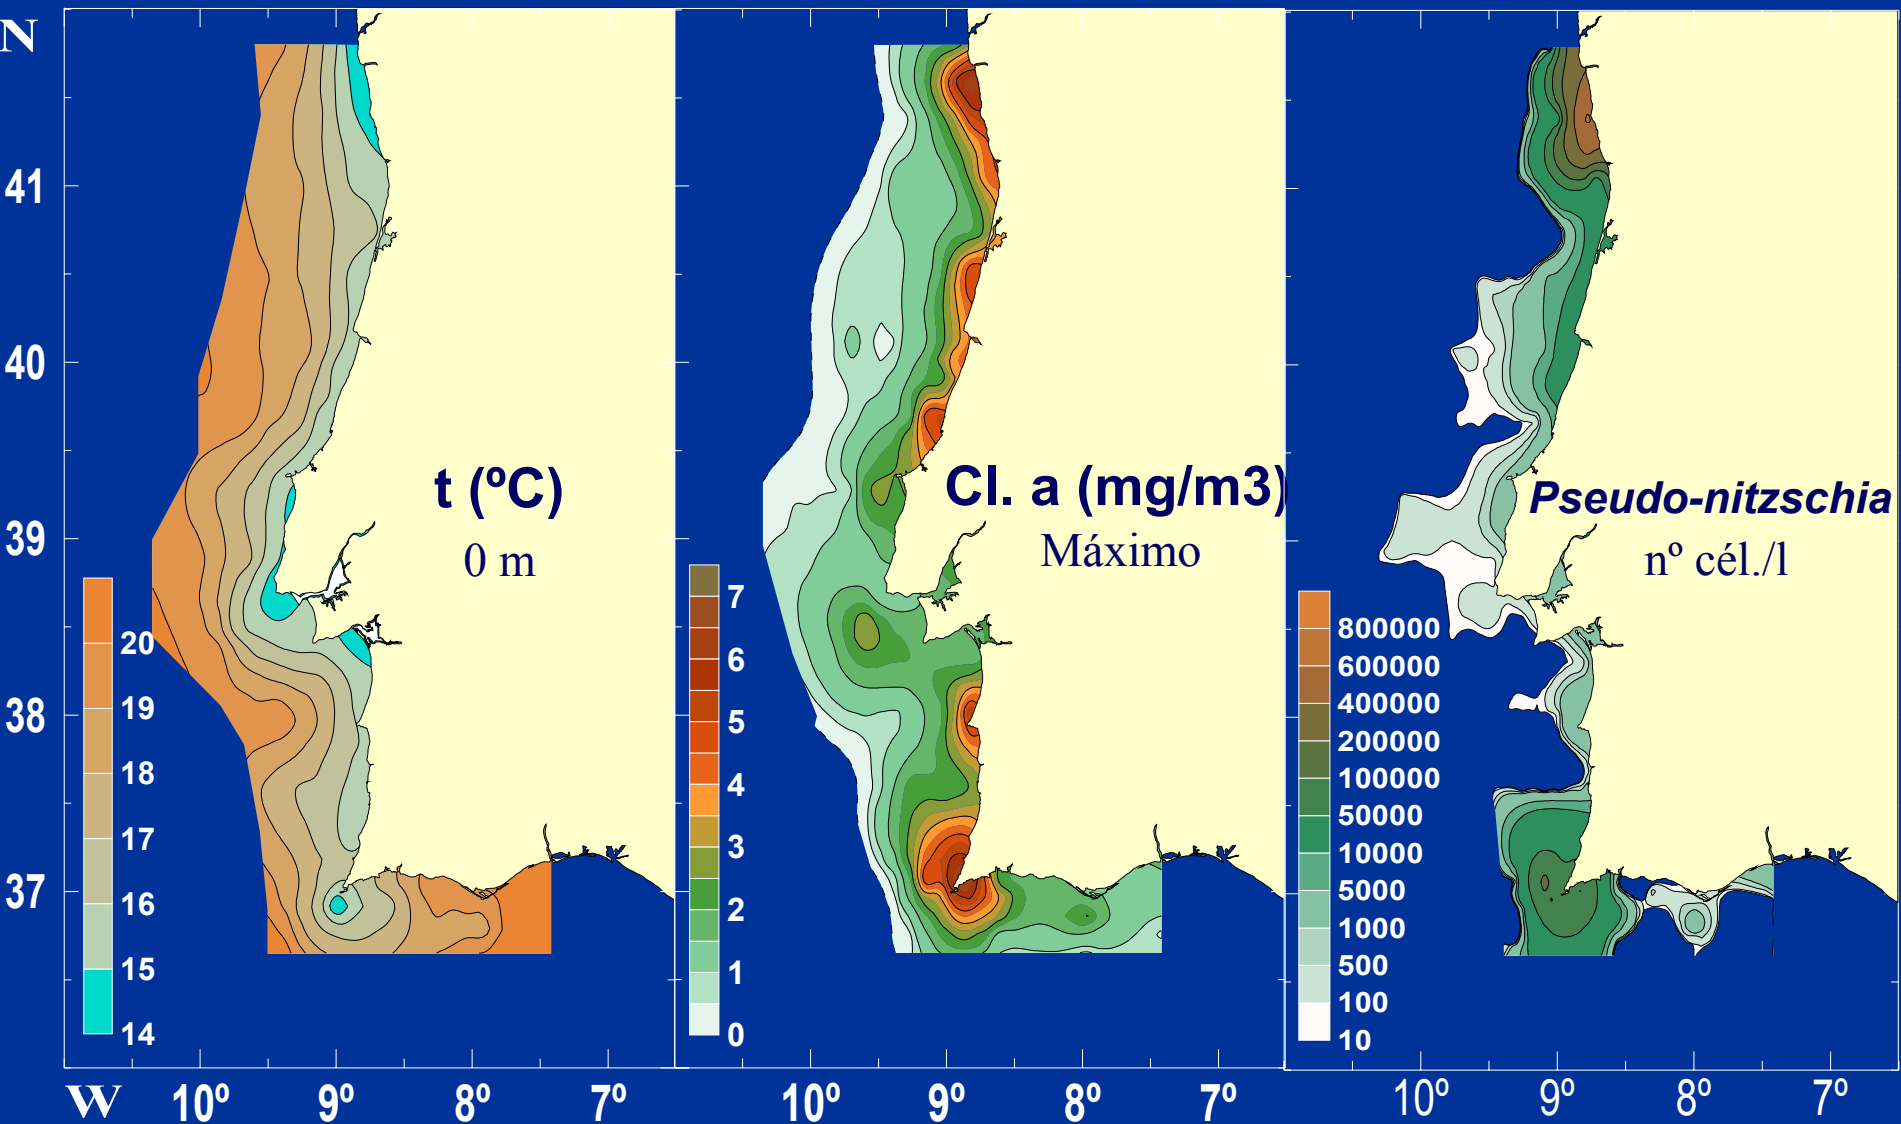 N
41
40
39
38
37
W
10º 9º 8º 7º
t (ºC)
0 m
20
19
18
17
16
15
14
Cl. a (mg/m3)
Máximo
7
6
5
4
3
2
1
0
10º 9º 8º 7º
Pseudo-nitzschia
nº cél./l
800000
600000
400000
200000
100000
50000
10000
5000
1000
500
100
10
10º 9º 8º 7º